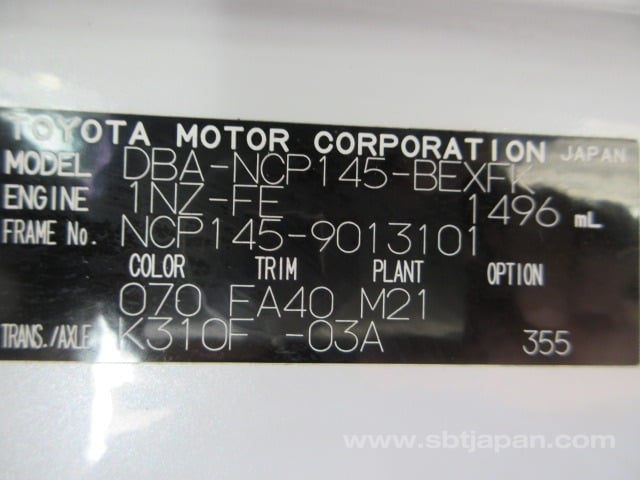 TOYOTA MOTOR CORPORATION JAPAN
MODEL DBA-NCP145-BEXFK
ENGINE 1NZ-FE 1496 mL
FRAME No. NCP145-9013101
COLOR TRIM PLANT OPTION
070 EA40 M21
TRANS./AXLE K310F -03A 355
www.sbtjapan.com